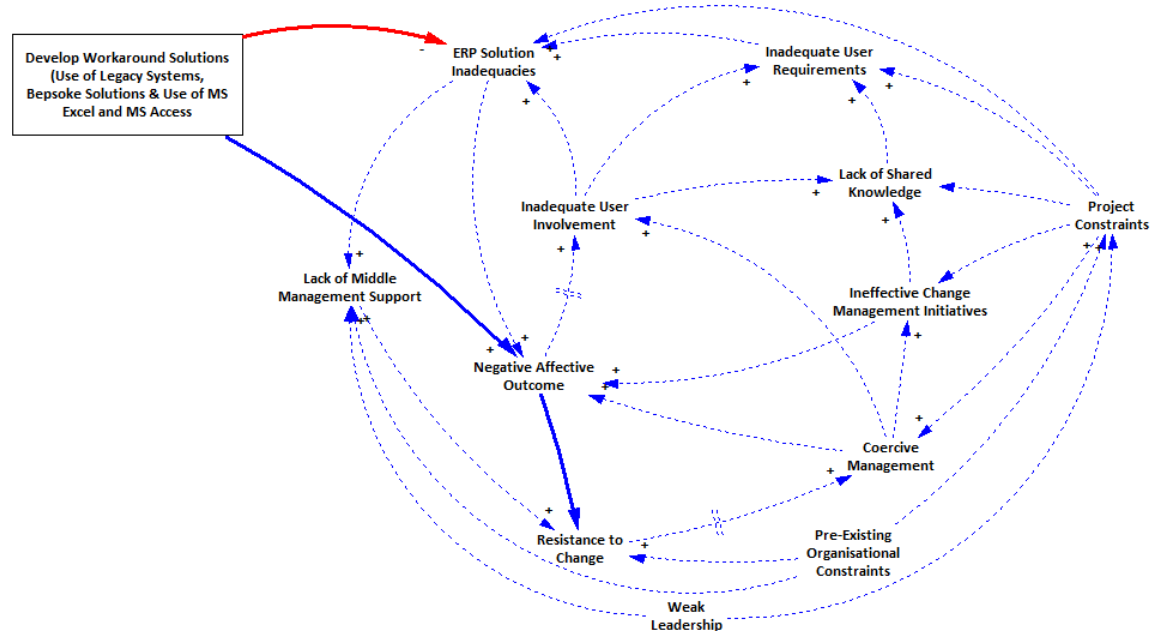 Develop Workaround Solutions
(Use of Legacy Systems,
Bepsoke Solutions & Use of MS
Excel and MS Access
-
ERP Solution
Inadequacies
+
+
+
Inadequate User
Requirements
+
+
+
Lack of Shared
Knowledge
+
+
Project
Constraints
+
+
Inadequate User
Involvement
+
+
Lack of Middle
Management Support
+
+
+
Ineffective Change
Management Initiatives
+
Negative Affective
Outcome
+
+
+
+
Coercive
Management
+
+
Resistance to
Change
+
+
Pre-Existing
Organisational
Constraints
Weak
Leadership